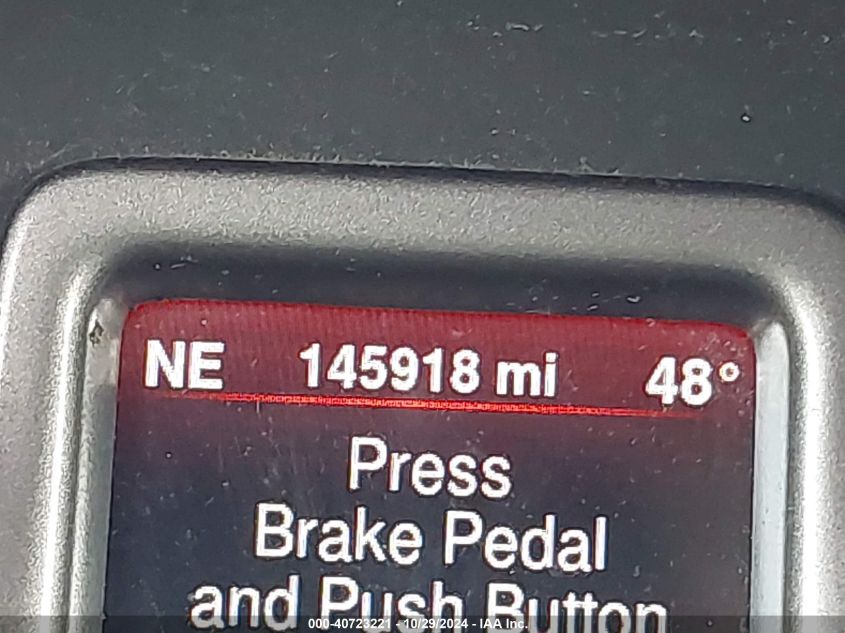 NE 145918 mi 48°
Press
Brake Pedal
and Push Button
000-40723221 - 10/29/2024 - IAA Inc.